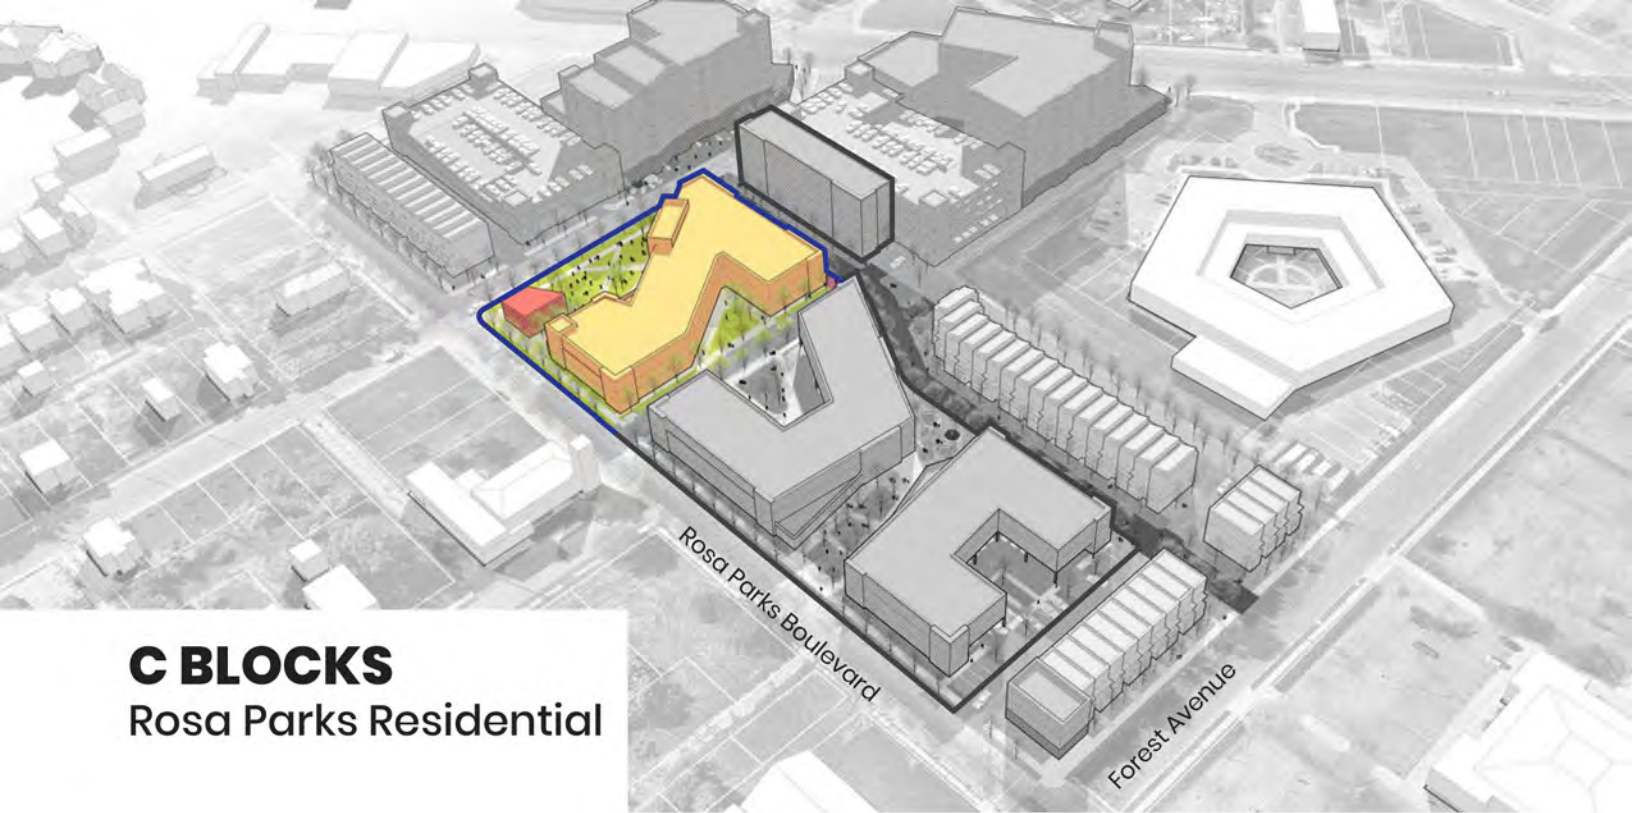 C BLOCKS
Rosa Parks Residential
Rosa Parks Boulevard
Forest Avenue